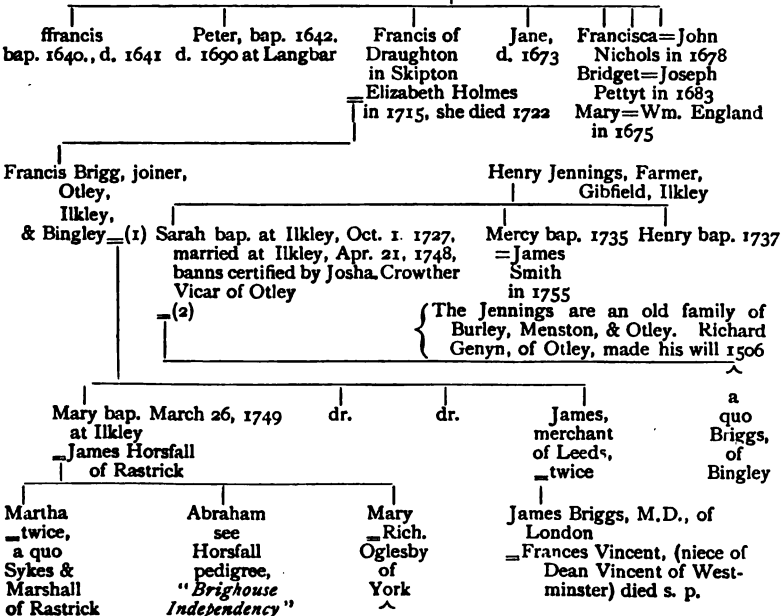 ffrancis
bap. 1640., d. 1641
Peter, bap. 1642.
d. 1690 at Langbar
Francis of
Draughton
in Skipton
=Elizabeth Holmes
in 1715, she died 1722
Jane,
d. 1673
Francisca=John
Nichols in 1678
Bridget=Joseph
Pettyt in 1683
Mary=Wm. England
in 1675
Francis Brigg, joiner,
Otley,
Ilkley,
& Bingley=(1)
Sarah bap. at Ilkley, Oct. 1. 1727,
married at Ilkley, Apr. 21, 1748,
banns certified by Josha. Crowther
Vicar of Otley
=(2)
Henry Jennings, Farmer,
Gibfield, Ilkley
Mercy bap. 1735
=James
Smith
in 1755
Henry bap. 1737
The Jennings are an old family of
Burley, Menston, & Otley. Richard
Genyn, of Otley, made his will 1506
a
quo
Briggs,
of
Bingley
Mary bap. March 26, 1749
at Ilkley
=James Horsfall
of Rastrick
dr.
dr.
James,
merchant
of Leeds,
=twice
Martha
=twice,
a quo
Sykes &
Marshall
of Rastrick
Abraham
see
Horsfall
pedigree,
"Brighouse
Independency"
Mary
=Rich.
Oglesby
of
York
James Briggs, M.D., of
London
=Frances Vincent, (niece of
Dean Vincent of West-
minster) died s. p.